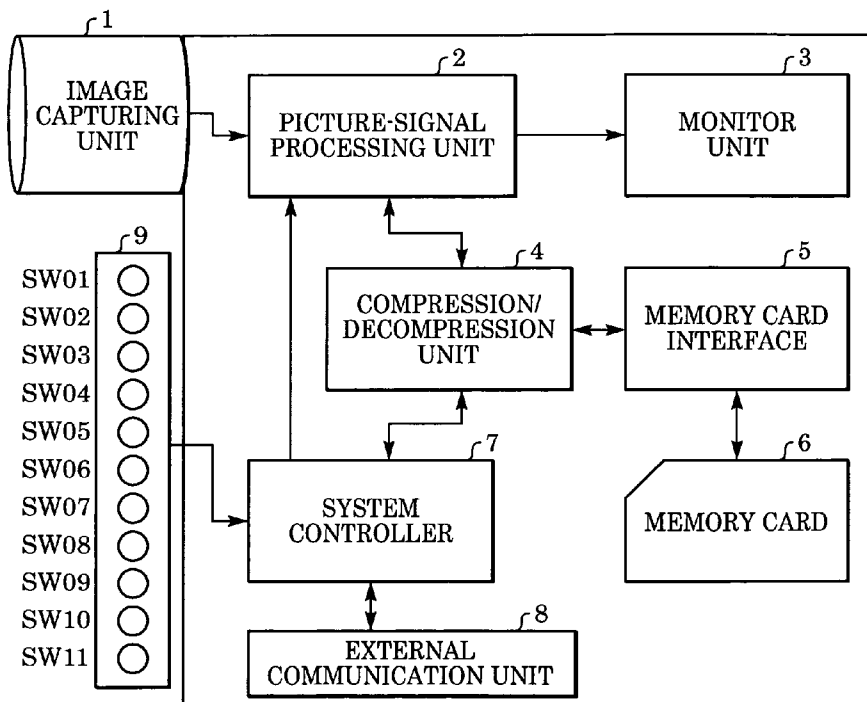 1
IMAGE
CAPTURING
UNIT
2
PICTURE-SIGNAL
PROCESSING UNIT
3
MONITOR
UNIT
4
COMPRESSION/
DECOMPRESSION
UNIT
5
MEMORY CARD
INTERFACE
6
MEMORY CARD
7
SYSTEM
CONTROLLER
8
EXTERNAL
COMMUNICATION UNIT
9
SW01
SW02
SW03
SW04
SW05
SW06
SW07
SW08
SW09
SW10
SW11